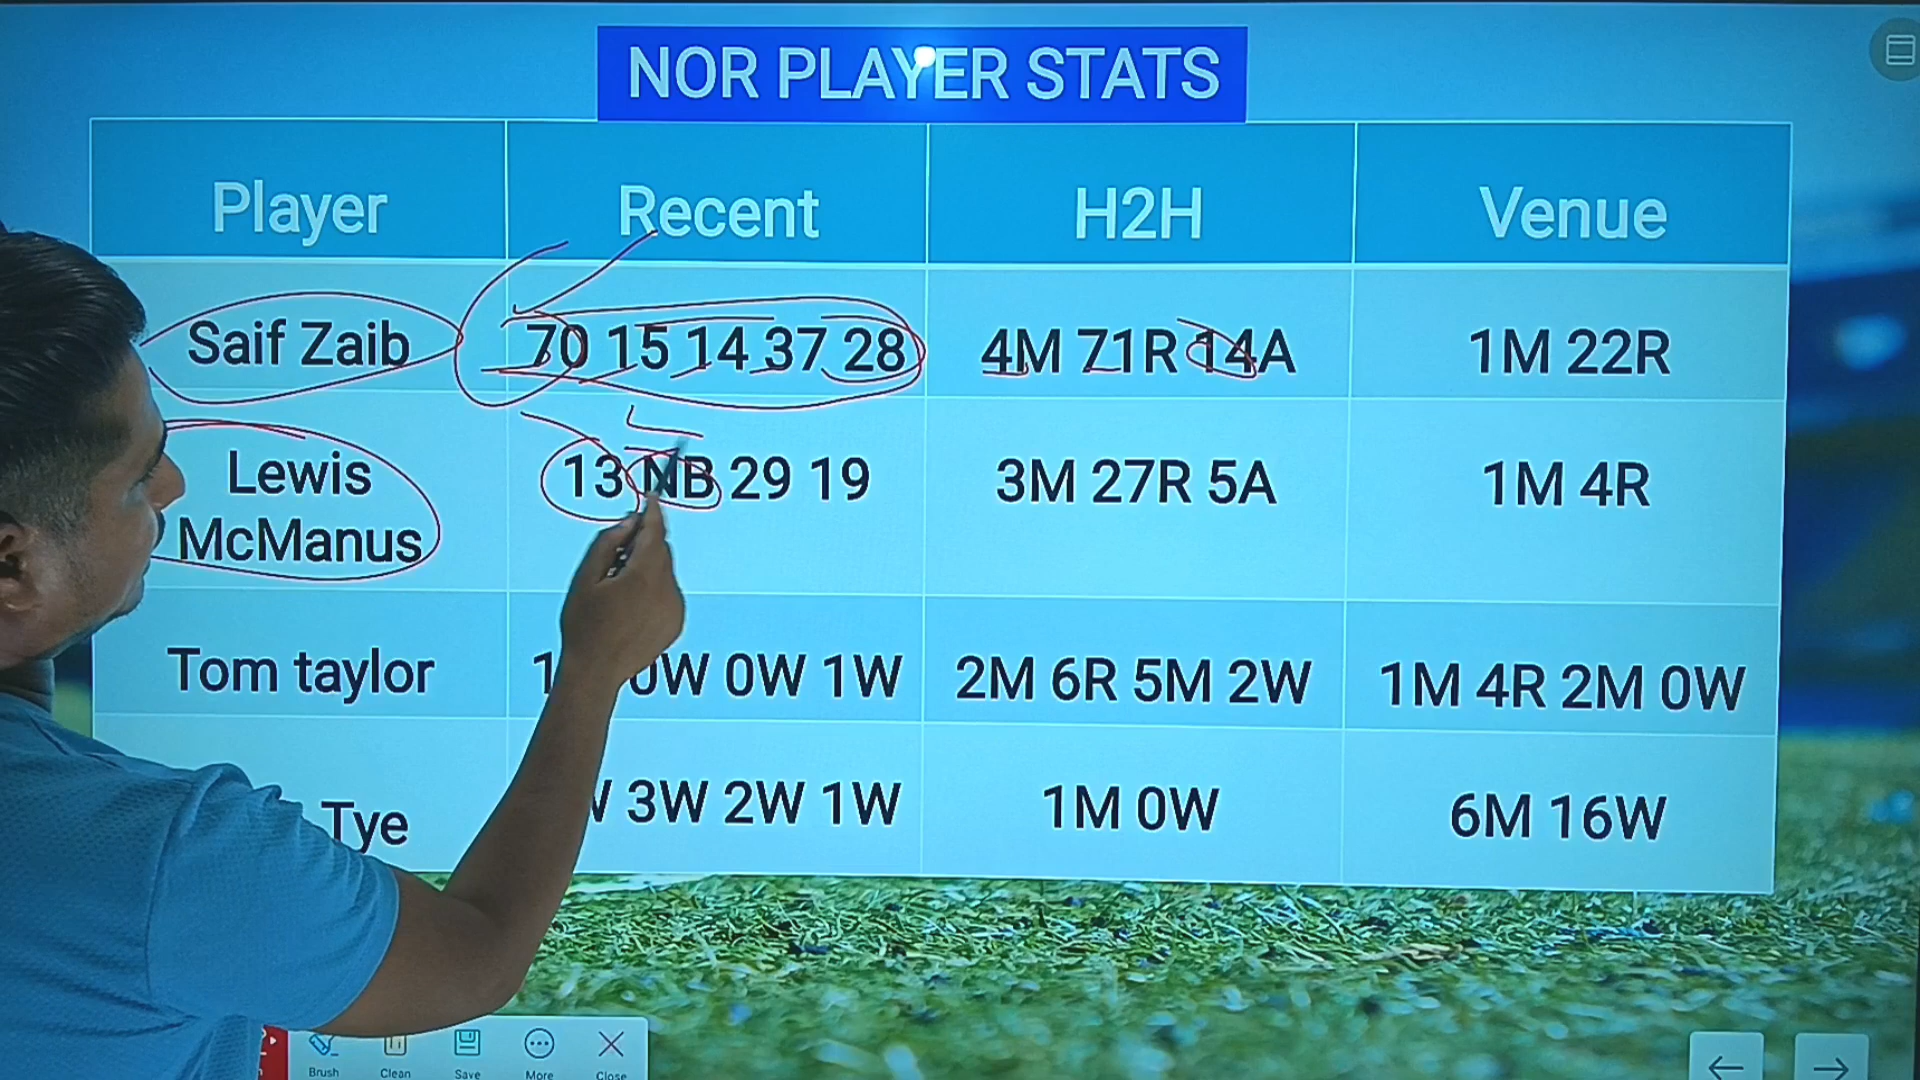 NOR PLAYER STATS
Player Recent H2H Venue
Saif Zaib 70 15 14 37 28 4M 71R 14A 1M 22R
Lewis McManus 13 NB 29 19 3M 27R 5A 1M 4R
Tom taylor 0W 0W 1W 2M 6R 5M 2W 1M 4R 2M 0W
Tye 3W 2W 1W 1M 0W 6M 16W
Brush Clean Save More Close